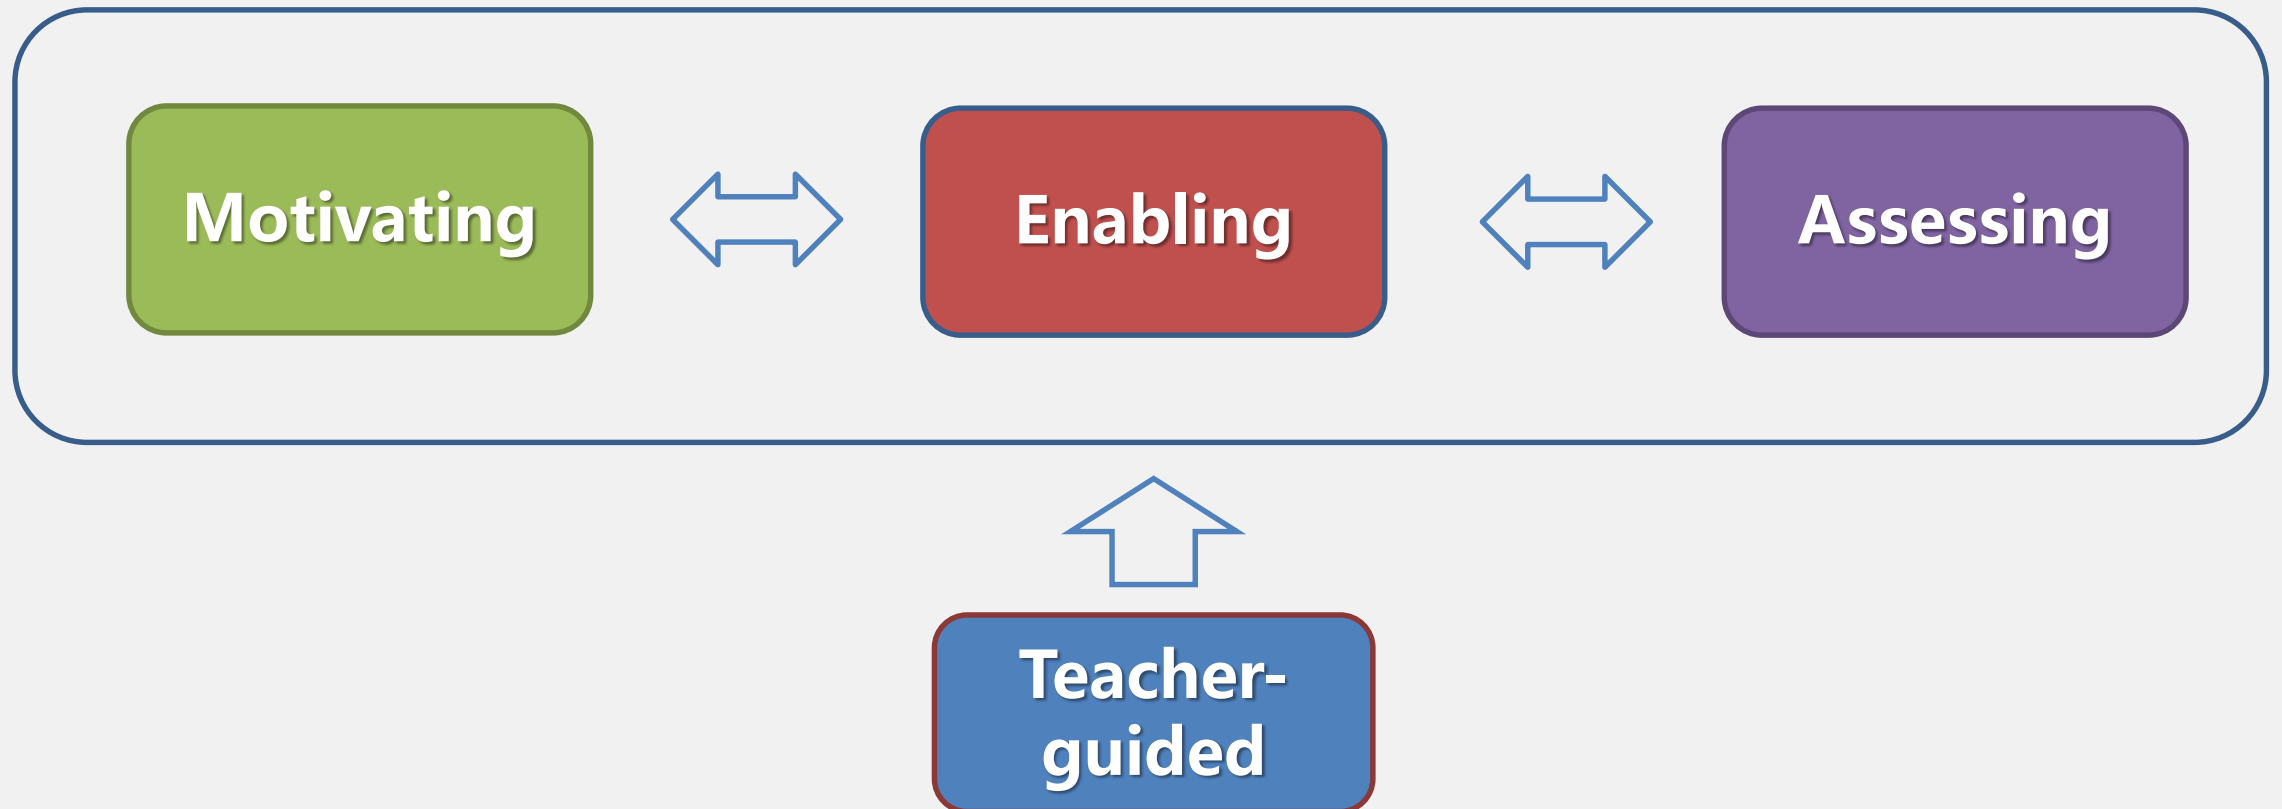 Motivating
Enabling
Assessing
Teacher-
guided